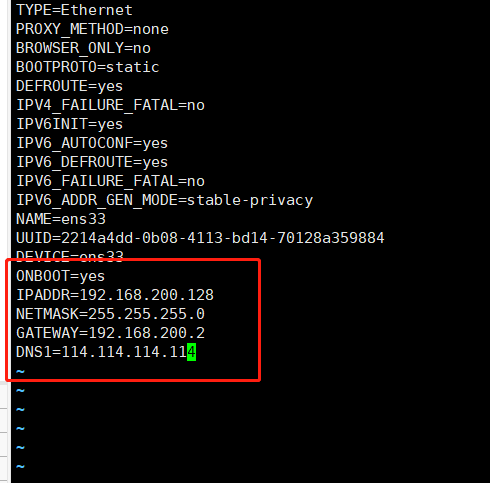 TYPE=Ethernet
PROXY_METHOD=none
BROWSER_ONLY=no
BOOTPROTO=static
DEFROUTE=yes
IPV4_FAILURE_FATAL=no
IPV6INIT=yes
IPV6_AUTOCONF=yes
IPV6_DEFROUTE=yes
IPV6_FAILURE_FATAL=no
IPV6_ADDR_GEN_MODE=stable-privacy
NAME=ens33
UUID=2214a4dd-0b08-4113-bd14-70128a359884
DEVICE=ens33
ONBOOT=yes
IPADDR=192.168.200.128
NETMASK=255.255.255.0
GATEWAY=192.168.200.2
DNS1=114.114.114.114
~
~
~
~
~
~